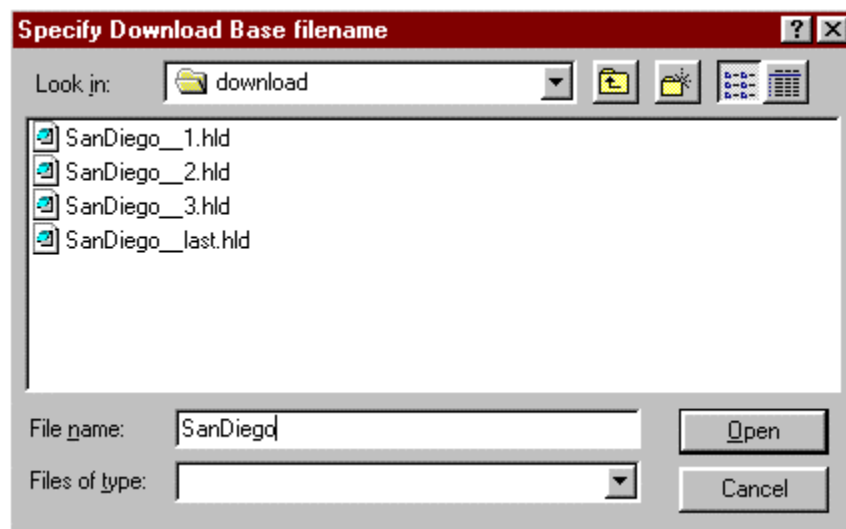 Specify Download Base filename
Look in: download
SanDiego__1.hld
SanDiego__2.hld
SanDiego__3.hld
SanDiego__last.hld
File name: SanDiego Open
Files of type: Cancel